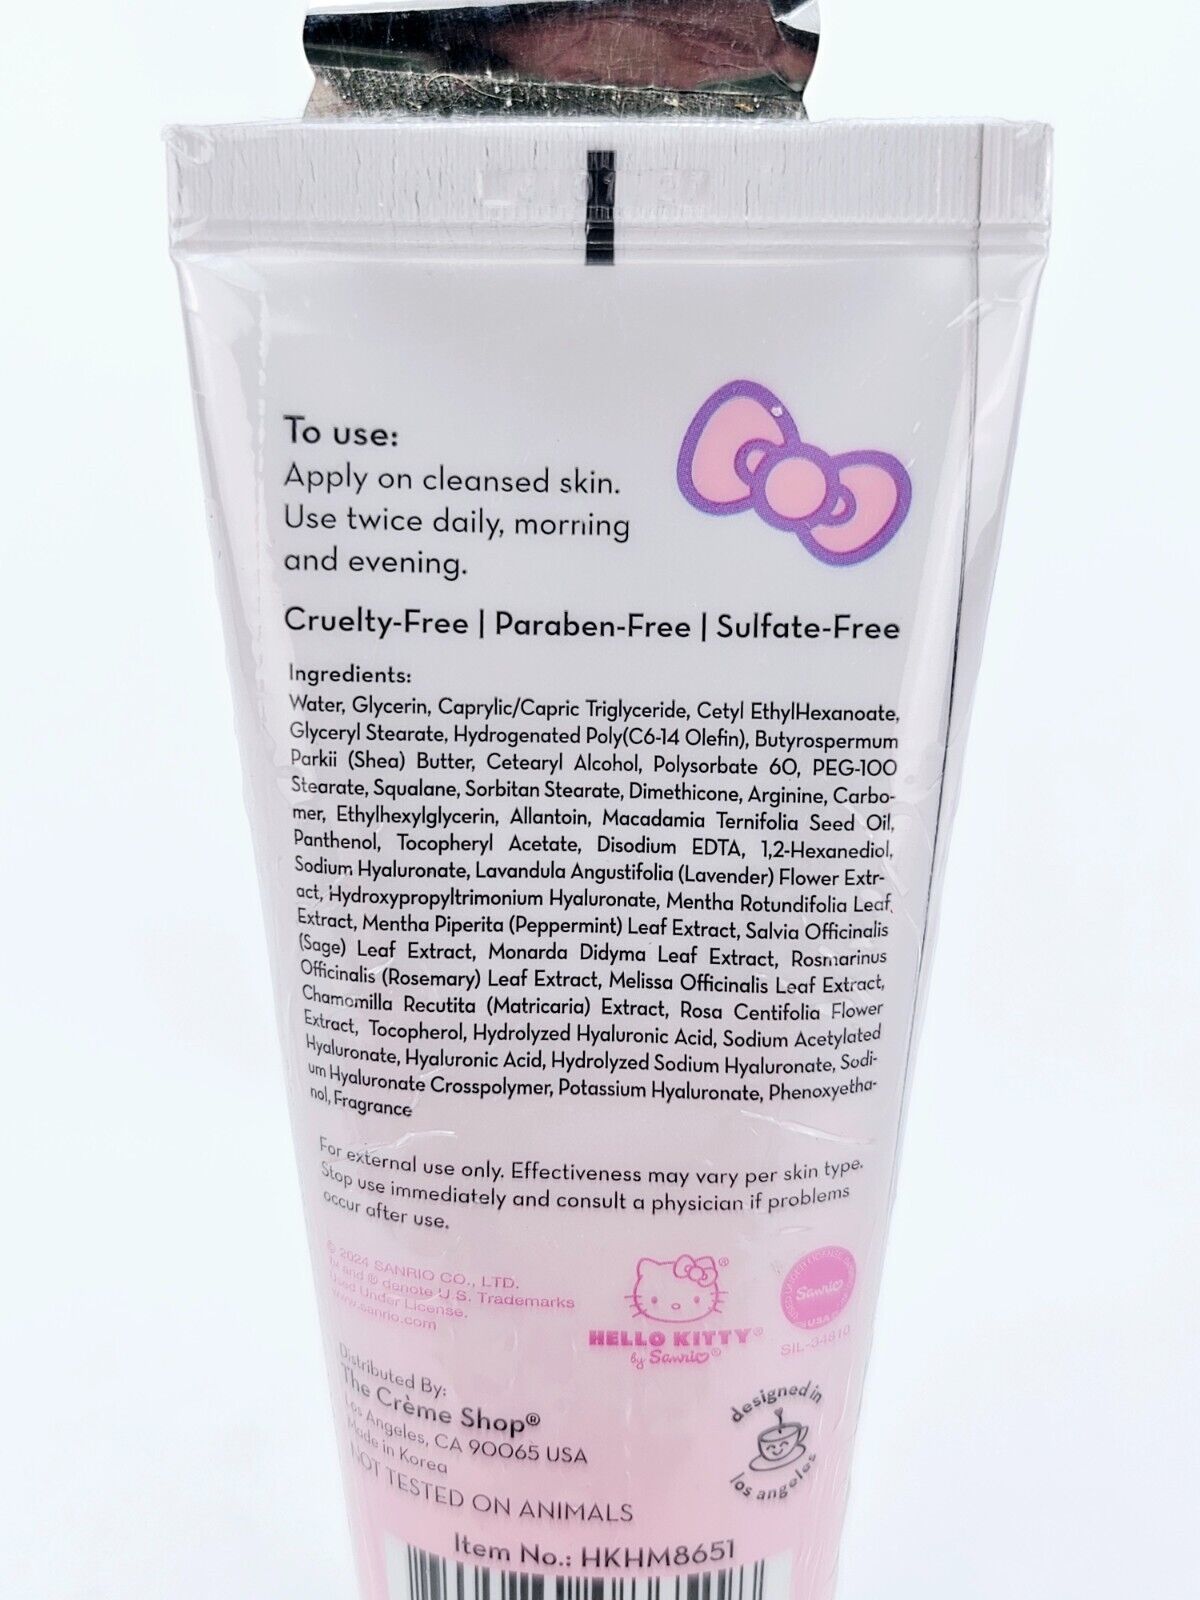 To use:
Apply on cleansed skin.
Use twice daily, morning
and evening.
Cruelty-Free | Paraben-Free | Sulfate-Free
Ingredients:
Water, Glycerin, Caprylic/Capric Triglyceride, Cetyl EthylHexanoate,
Glyceryl Stearate, Hydrogenated Poly(C6-14 Olefin), Butyrospermum
Parkii (Shea) Butter, Cetearyl Alcohol, Polysorbate 60, PEG-100
Stearate, Squalane, Sorbitan Stearate, Dimethicone, Arginine, Carbo-
mer, Ethylhexylglycerin, Allantoin, Macadamia Ternifolia Seed Oil,
Panthenol, Tocopheryl Acetate, Disodium EDTA, 1,2-Hexanediol,
Sodium Hyaluronate, Lavandula Angustifolia (Lavender) Flower Extr-
act, Hydroxypropyltrimonium Hyaluronate, Mentha Rotundifolia Leaf
Extract, Mentha Piperita (Peppermint) Leaf Extract, Salvia Officinalis
(Sage) Leaf Extract, Monarda Didyma Leaf Extract, Rosmarinus
Officinalis (Rosemary) Leaf Extract, Melissa Officinalis Leaf Extract,
Chamomilla Recutita (Matricaria) Extract, Rosa Centifolia Flower
Extract, Tocopherol, Hydrolyzed Hyaluronic Acid, Sodium Acetylated
Hyaluronate, Hyaluronic Acid, Hydrolyzed Sodium Hyaluronate, Sodi-
um Hyaluronate Crosspolymer, Potassium Hyaluronate, Phenoxyetha-
nol, Fragrance
For external use only. Effectiveness may vary per skin type.
Stop use immediately and consult a physician if problems
occur after use.
© 2024 SANRIO CO., LTD.
TM and ® denote U.S. Trademarks
Used Under License.
www.sanrio.com
HELLO KITTY®
by Sanrio®
Sanrio
USA
SIL-34810
Distributed By:
The Crème Shop®
Los Angeles, CA 90065 USA
Made in Korea
NOT TESTED ON ANIMALS
designed in
los angeles
Item No.: HKHM8651